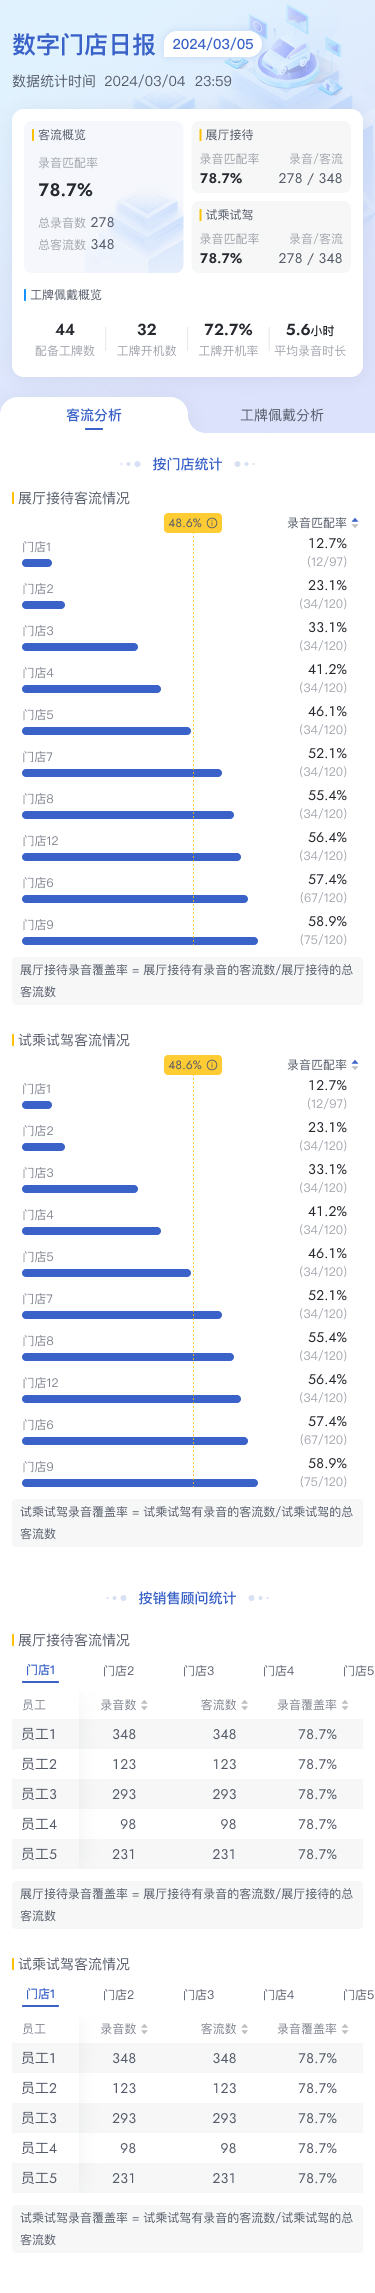 数字门店日报 2024/03/05
数据统计时间 2024/03/04 23:59
客流概览
录音匹配率
78.7%
总录音数 278
总客流数 348
展厅接待
录音匹配率 录音/客流
78.7% 278 / 348
试乘试驾
录音匹配率 录音/客流
78.7% 278 / 348
工牌佩戴概览
44 32 72.7% 5.6小时
配备工牌数 工牌开机数 工牌开机率 平均录音时长
客流分析 工牌佩戴分析
按门店统计
展厅接待客流情况
48.6% 录音匹配率
门店1 12.7%
(12/97)
门店2 23.1%
(34/120)
门店3 33.1%
(34/120)
门店4 41.2%
(34/120)
门店5 46.1%
(34/120)
门店7 52.1%
(34/120)
门店8 55.4%
(34/120)
门店12 56.4%
(34/120)
门店6 57.4%
(67/120)
门店9 58.9%
(75/120)
展厅接待录音覆盖率 = 展厅接待有录音的客流数/展厅接待的总
客流数
试乘试驾客流情况
48.6% 录音匹配率
门店1 12.7%
(12/97)
门店2 23.1%
(34/120)
门店3 33.1%
(34/120)
门店4 41.2%
(34/120)
门店5 46.1%
(34/120)
门店7 52.1%
(34/120)
门店8 55.4%
(34/120)
门店12 56.4%
(34/120)
门店6 57.4%
(67/120)
门店9 58.9%
(75/120)
试乘试驾录音覆盖率 = 试乘试驾有录音的客流数/试乘试驾的总
客流数
按销售顾问统计
展厅接待客流情况
门店1 门店2 门店3 门店4 门店5
员工 录音数 客流数 录音覆盖率
员工1 348 348 78.7%
员工2 123 123 78.7%
员工3 293 293 78.7%
员工4 98 98 78.7%
员工5 231 231 78.7%
展厅接待录音覆盖率 = 展厅接待有录音的客流数/展厅接待的总
客流数
试乘试驾客流情况
门店1 门店2 门店3 门店4 门店5
员工 录音数 客流数 录音覆盖率
员工1 348 348 78.7%
员工2 123 123 78.7%
员工3 293 293 78.7%
员工4 98 98 78.7%
员工5 231 231 78.7%
试乘试驾录音覆盖率 = 试乘试驾有录音的客流数/试乘试驾的总
客流数